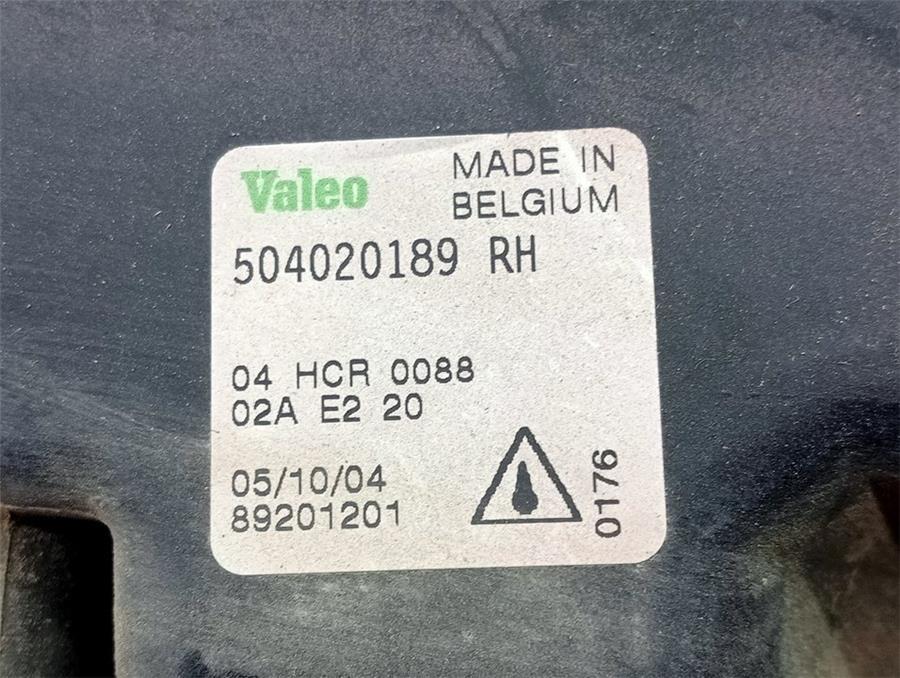 Valeo
MADE IN
BELGIUM
504020189 RH
04 HCR 0088
02A E2 20
05/10/04
89201201
0176